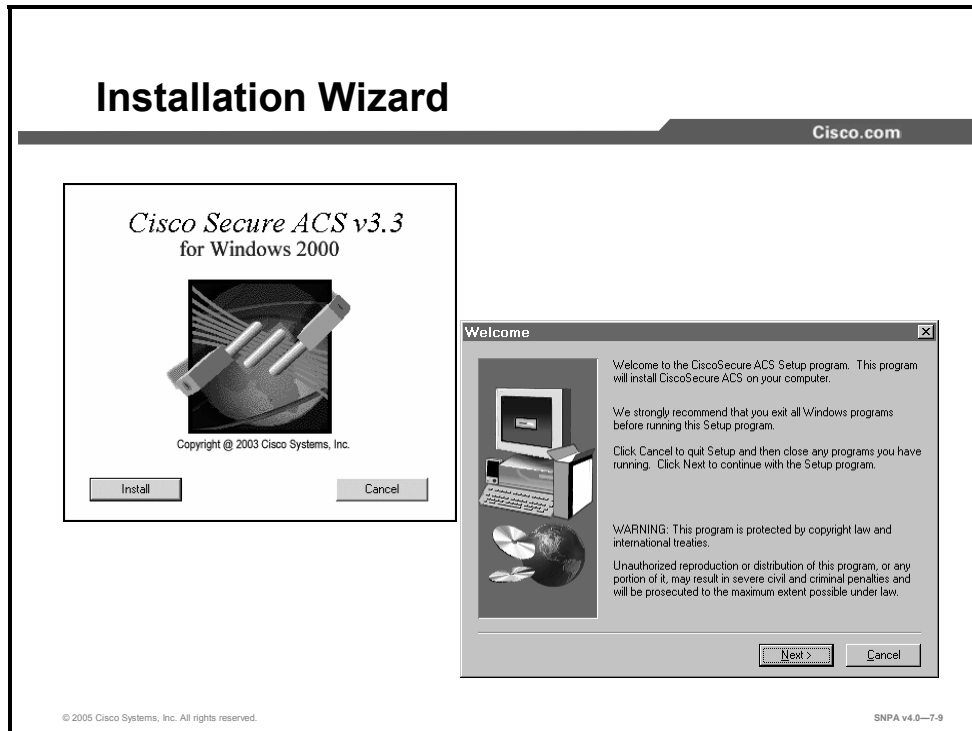 Installation Wizard
Cisco.com
Cisco Secure ACS v3.3
for Windows 2000
Copyright @ 2003 Cisco Systems, Inc.
Install
Cancel
Welcome
Welcome to the CiscoSecure ACS Setup program. This program
will install CiscoSecure ACS on your computer.
We strongly recommend that you exit all Windows programs
before running this Setup program.
Click Cancel to quit Setup and then close any programs you have
running. Click Next to continue with the Setup program.
WARNING: This program is protected by copyright law and
international treaties.
Unauthorized reproduction or distribution of this program, or any
portion of it, may result in severe civil and criminal penalties and
will be prosecuted to the maximum extent possible under law.
Next >
Cancel
© 2005 Cisco Systems, Inc. All rights reserved.
SNPA v4.0—7-9